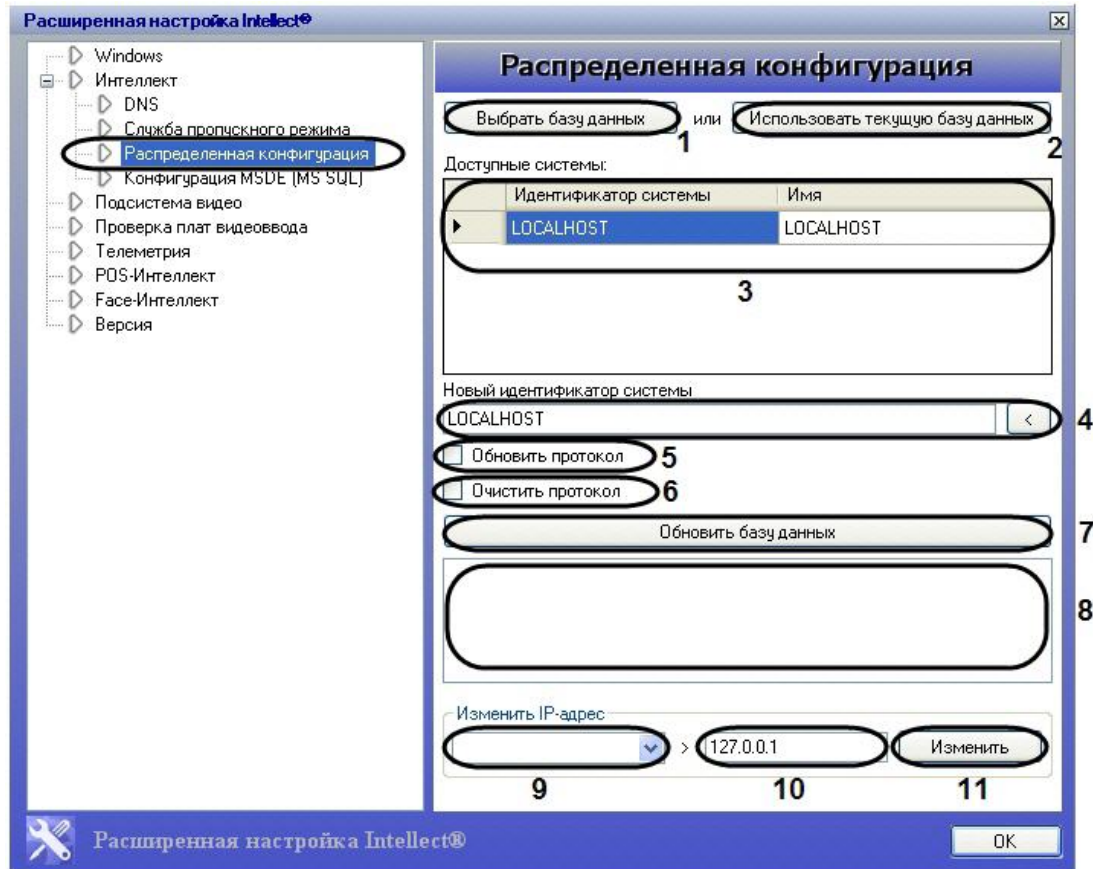 Расширенная настройка Intellect®
Windows
Интеллект
DNS
Служба пропускного режима
Распределенная конфигурация
Конфигурация MSDE (MS SQL)
Подсистема видео
Проверка плат видеоввода
Телеметрия
POS-Интеллект
Face-Интеллект
Версия
Распределенная конфигурация
Выбрать базу данных или Использовать текущую базу данных
1 2
Доступные системы:
Идентификатор системы Имя
LOCALHOST LOCALHOST
3
Новый идентификатор системы
LOCALHOST < 4
Обновить протокол 5
Очистить протокол 6
Обновить базу данных 7
8
Изменить IP-адрес
> 127.0.0.1 Изменить
9 10 11
Расширенная настройка Intellect® OK